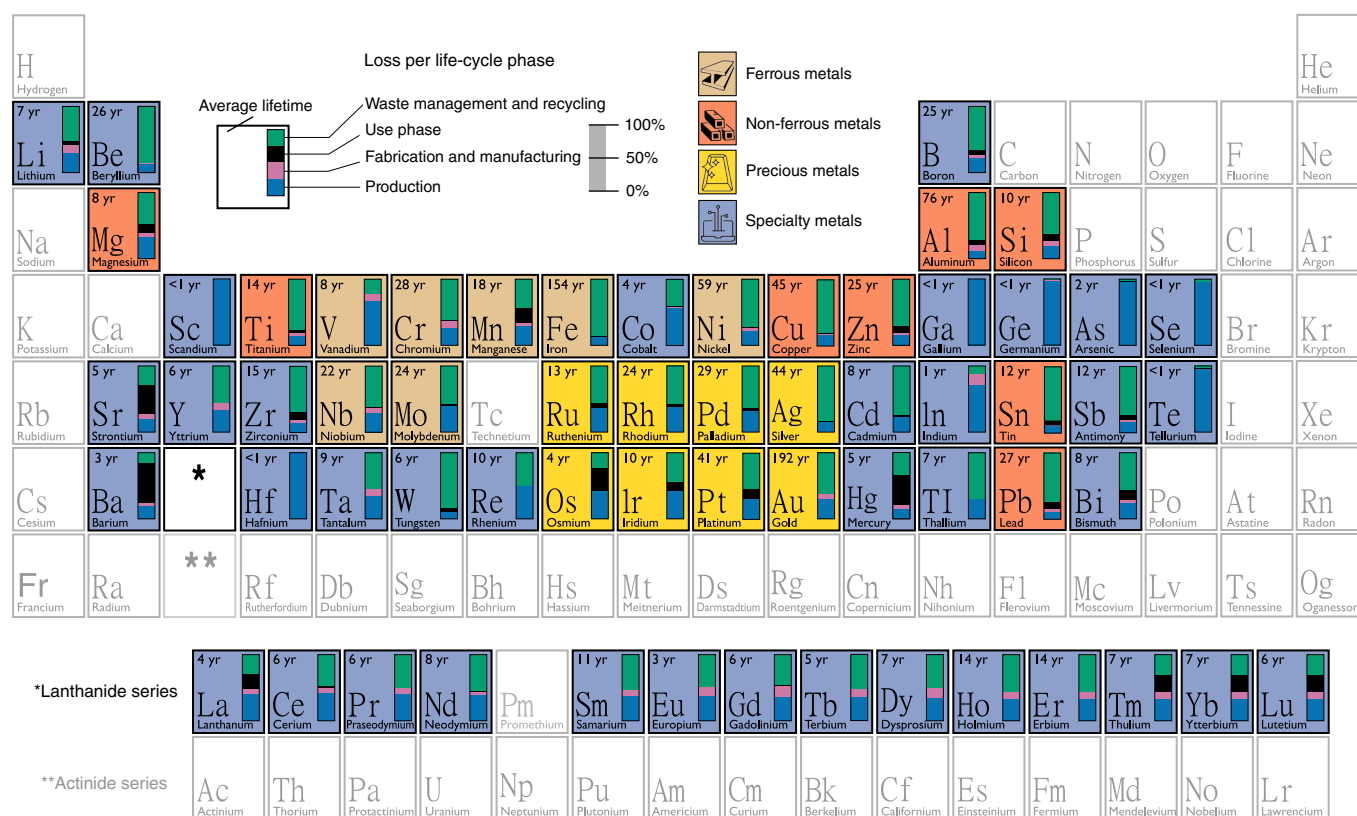 H
Hydrogen
Loss per life-cycle phase
Average lifetime
Waste management and recycling
Use phase
Fabrication and manufacturing
Production
100%
50%
0%
Ferrous metals
Non-ferrous metals
Precious metals
Specialty metals
He
Helium
7 yr
Li
Lithium
26 yr
Be
Beryllium
25 yr
B
Boron
C
Carbon
N
Nitrogen
O
Oxygen
F
Fluorine
Ne
Neon
Na
Sodium
8 yr
Mg
Magnesium
76 yr
Al
Aluminum
10 yr
Si
Silicon
P
Phosphorus
S
Sulfur
Cl
Chlorine
Ar
Argon
K
Potassium
Ca
Calcium
<1 yr
Sc
Scandium
14 yr
Ti
Titanium
8 yr
V
Vanadium
28 yr
Cr
Chromium
18 yr
Mn
Manganese
154 yr
Fe
Iron
4 yr
Co
Cobalt
59 yr
Ni
Nickel
45 yr
Cu
Copper
25 yr
Zn
Zinc
<1 yr
Ga
Gallium
<1 yr
Ge
Germanium
2 yr
As
Arsenic
<1 yr
Se
Selenium
Br
Bromine
Kr
Krypton
Rb
Rubidium
5 yr
Sr
Strontium
6 yr
Y
Yttrium
15 yr
Zr
Zirconium
22 yr
Nb
Niobium
24 yr
Mo
Molybdenum
Tc
Technetium
13 yr
Ru
Ruthenium
24 yr
Rh
Rhodium
29 yr
Pd
Palladium
44 yr
Ag
Silver
8 yr
Cd
Cadmium
1 yr
In
Indium
12 yr
Sn
Tin
12 yr
Sb
Antimony
<1 yr
Te
Tellurium
I
Iodine
Xe
Xenon
Cs
Cesium
3 yr
Ba
Barium
*
<1 yr
Hf
Hafnium
9 yr
Ta
Tantalum
6 yr
W
Tungsten
10 yr
Re
Rhenium
4 yr
Os
Osmium
10 yr
Ir
Iridium
41 yr
Pt
Platinum
192 yr
Au
Gold
5 yr
Hg
Mercury
7 yr
TI
Thallium
27 yr
Pb
Lead
8 yr
Bi
Bismuth
Po
Polonium
At
Astatine
Rn
Radon
Fr
Francium
Ra
Radium
**
Rf
Rutherfordium
Db
Dubnium
Sg
Seaborgium
Bh
Bohrium
Hs
Hassium
Mt
Meitnerium
Ds
Darmstadtium
Rg
Roentgenium
Cn
Copernicium
Nh
Nihonium
Fl
Flerovium
Mc
Moscovium
Lv
Livermorium
Ts
Tennessine
Og
Oganesson
*Lanthanide series
4 yr
La
Lanthanum
6 yr
Ce
Cerium
6 yr
Pr
Praseodymium
8 yr
Nd
Neodymium
Pm
Promethium
11 yr
Sm
Samarium
3 yr
Eu
Europium
6 yr
Gd
Gadolinium
5 yr
Tb
Terbium
7 yr
Dy
Dysprosium
14 yr
Ho
Holmium
14 yr
Er
Erbium
7 yr
Tm
Thulium
7 yr
Yb
Ytterbium
6 yr
Lu
Lutetium
**Actinide series
Ac
Actinium
Th
Thorium
Pa
Protactinium
U
Uranium
Np
Neptunium
Pu
Plutonium
Am
Americium
Cm
Curium
Bk
Berkelium
Cf
Californium
Es
Einsteinium
Fm
Fermium
Md
Mendelevium
No
Nobelium
Lr
Lawrencium